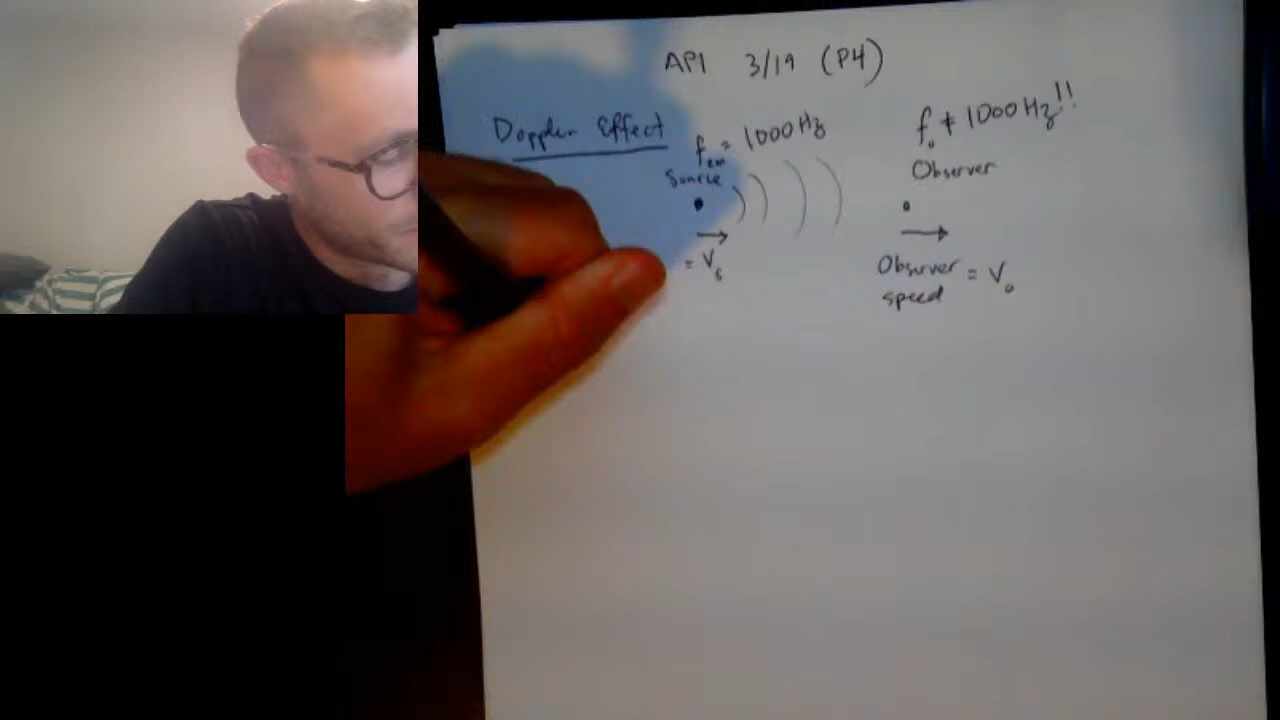 AP1 3/19 (P4)
Doppler Effect
f_em = 1000 Hz
f_o ≠ 1000 Hz!!
Source
Observer
= V_s
Observer speed = V_o